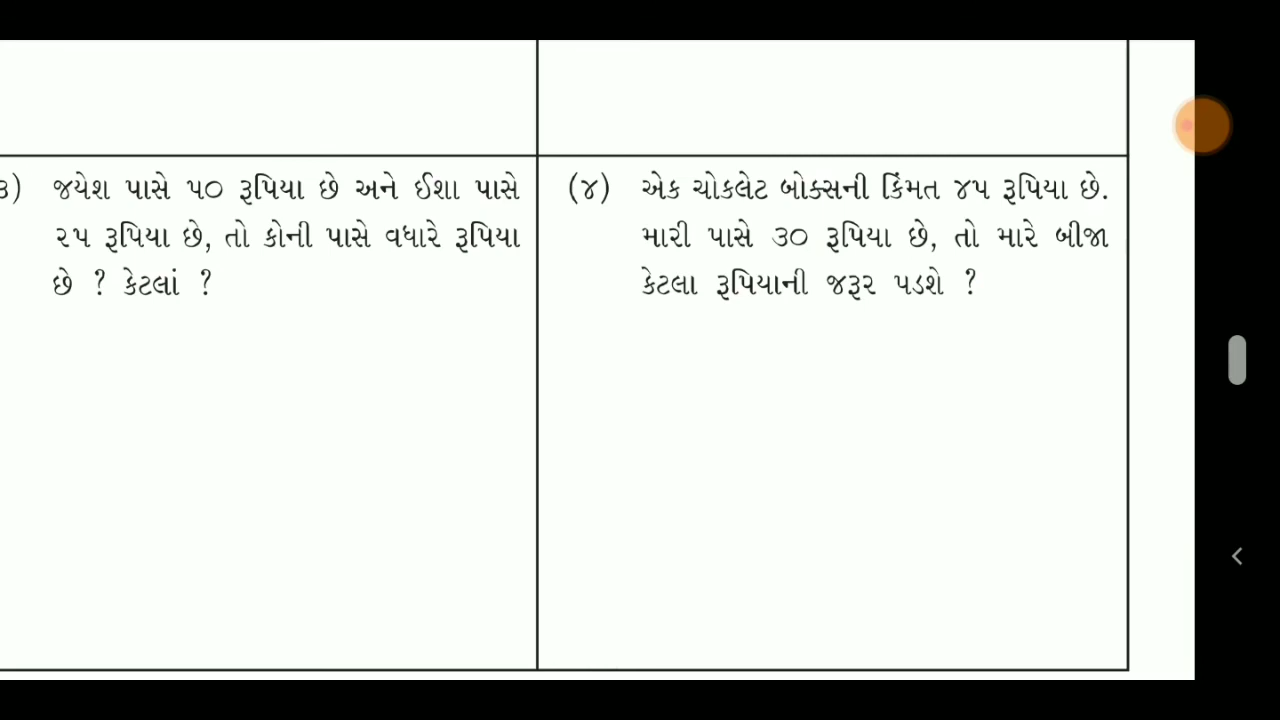 ૩) જયેશ પાસે ૫૦ રૂપિયા છે અને ઈશા પાસે
૨૫ રૂપિયા છે, તો કોની પાસે વધારે રૂપિયા
છે ? કેટલાં ?
(૪) એક ચોકલેટ બોક્સની કિંમત ૪૫ રૂપિયા છે.
મારી પાસે ૩૦ રૂપિયા છે, તો મારે બીજા
કેટલા રૂપિયાની જરૂર પડશે ?